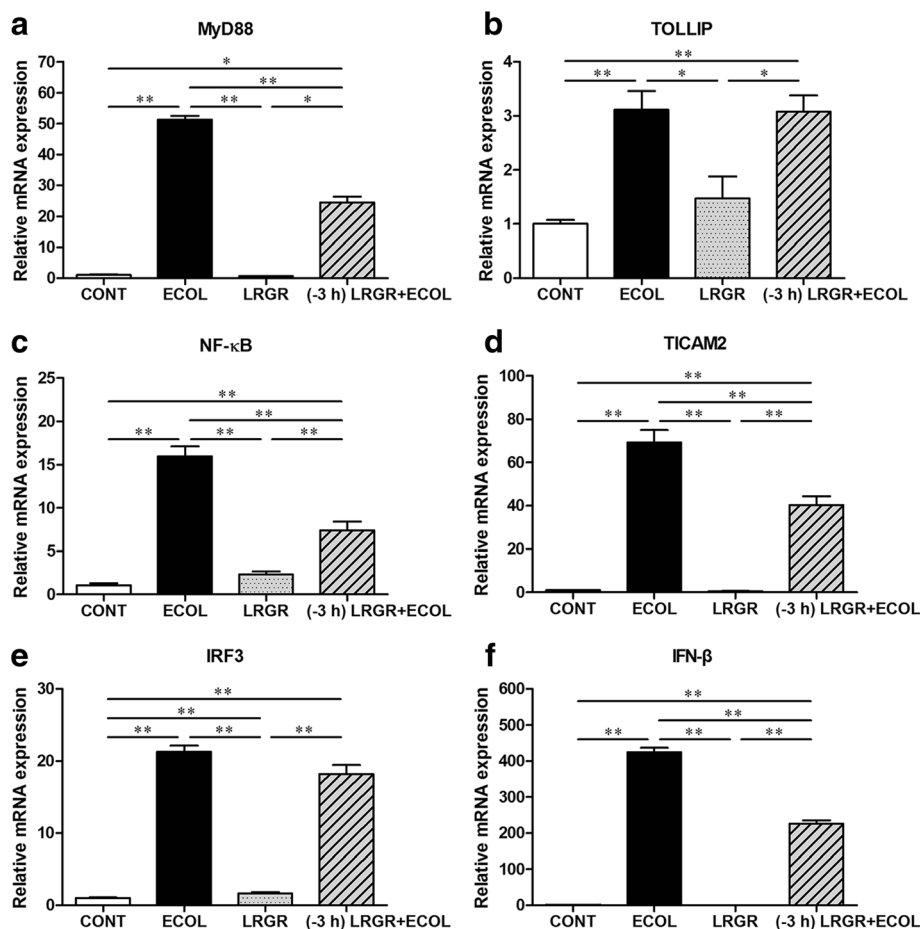 a
MyD88
Relative mRNA expression
70
60
50
40
30
20
10
0
*
**
** ** *
CONT ECOL LRGR (-3 h) LRGR+ECOL
b
TOLLIP
Relative mRNA expression
4
3
2
1
0
**
** * *
CONT ECOL LRGR (-3 h) LRGR+ECOL
c
NF-κB
Relative mRNA expression
25
20
15
10
5
0
**
**
** ** **
CONT ECOL LRGR (-3 h) LRGR+ECOL
d
TICAM2
Relative mRNA expression
100
80
60
40
20
0
**
**
** ** **
CONT ECOL LRGR (-3 h) LRGR+ECOL
e
IRF3
Relative mRNA expression
30
20
10
0
**
**
** ** **
CONT ECOL LRGR (-3 h) LRGR+ECOL
f
IFN-β
Relative mRNA expression
600
500
400
300
200
100
0
**
**
** ** **
CONT ECOL LRGR (-3 h) LRGR+ECOL